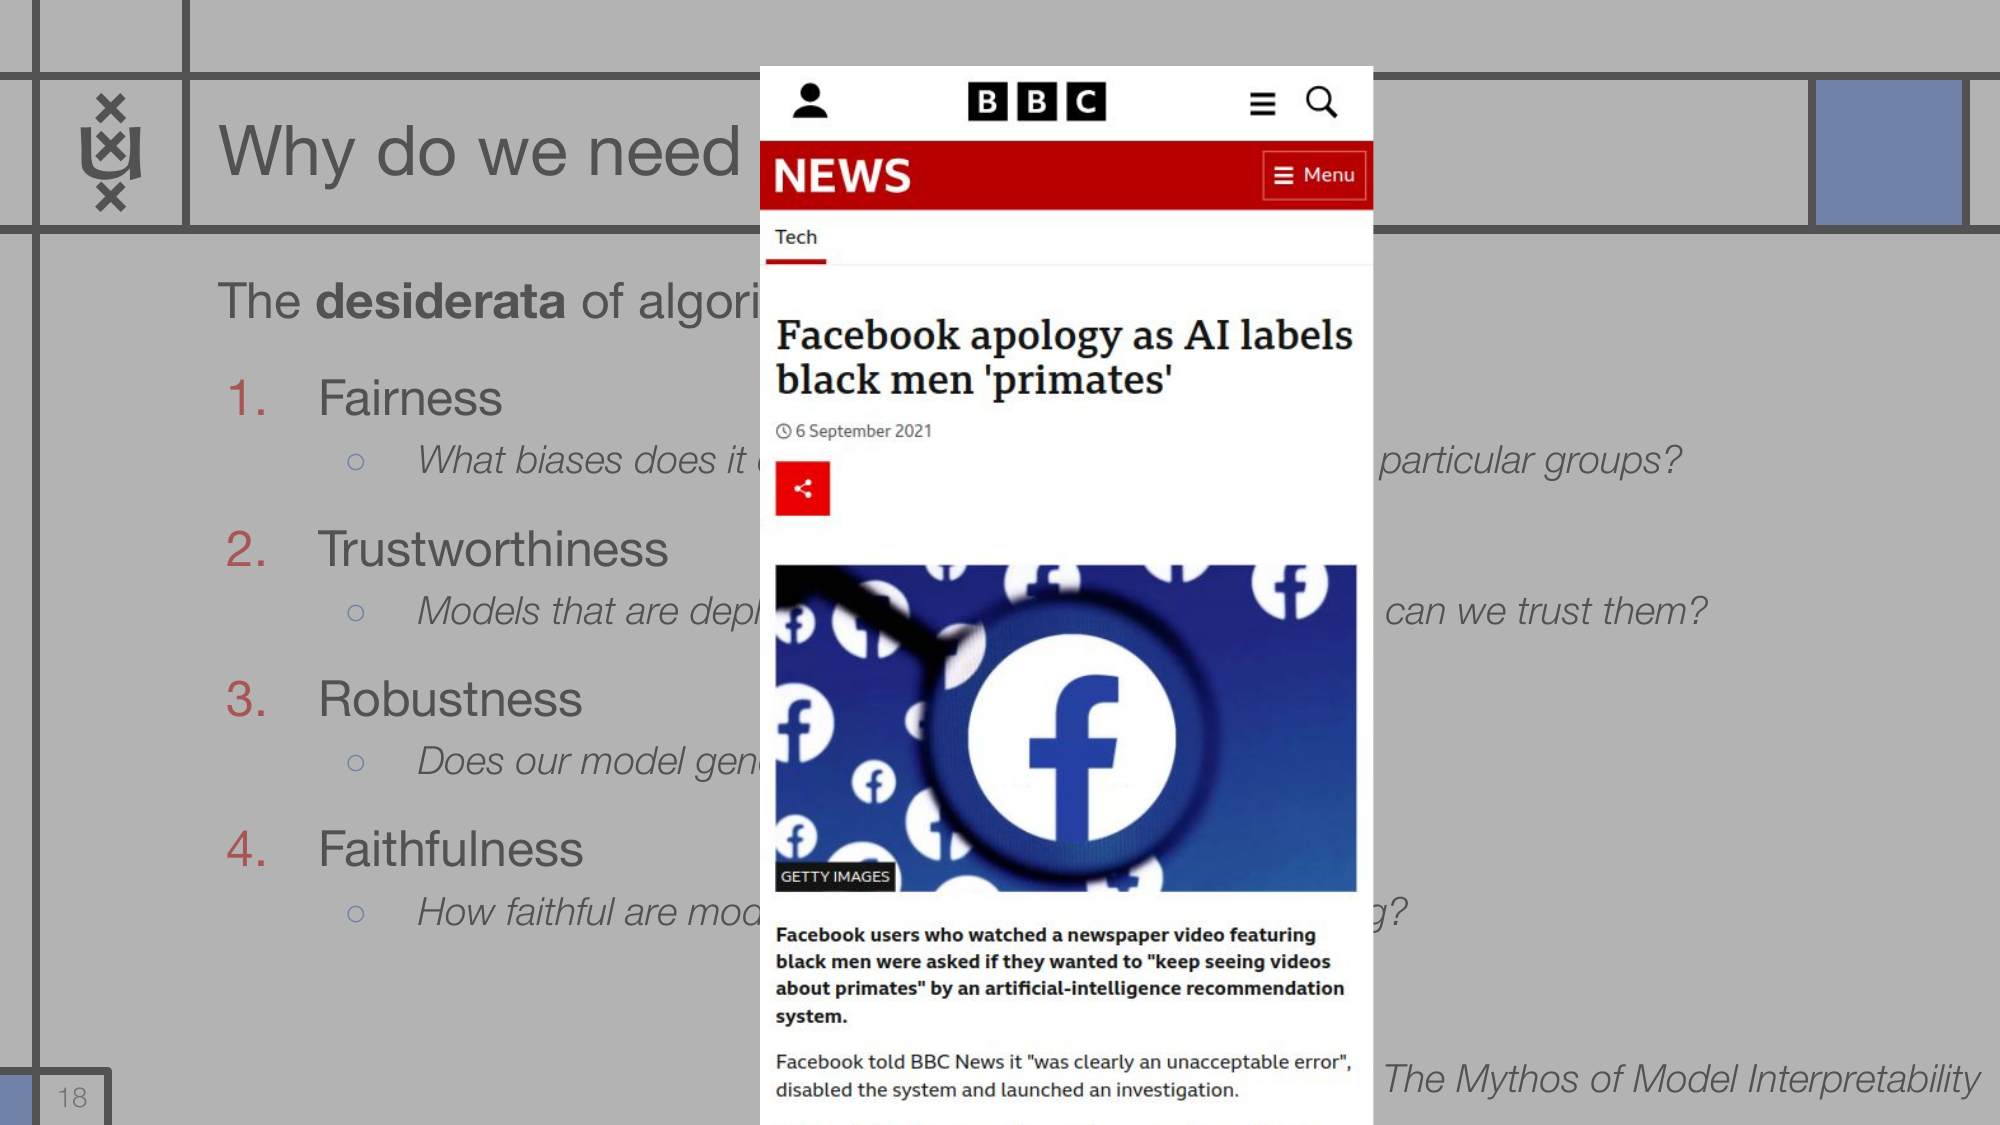 Why do we need
The desiderata of algori
1. Fairness
○ What biases does it
particular groups?
2. Trustworthiness
○ Models that are depl
can we trust them?
3. Robustness
○ Does our model gen
4. Faithfulness
○ How faithful are mod
g?
The Mythos of Model Interpretability
18
BBC
NEWS
Menu
Tech
Facebook apology as AI labels
black men 'primates'
6 September 2021
GETTY IMAGES
Facebook users who watched a newspaper video featuring
black men were asked if they wanted to "keep seeing videos
about primates" by an artificial-intelligence recommendation
system.
Facebook told BBC News it "was clearly an unacceptable error",
disabled the system and launched an investigation.